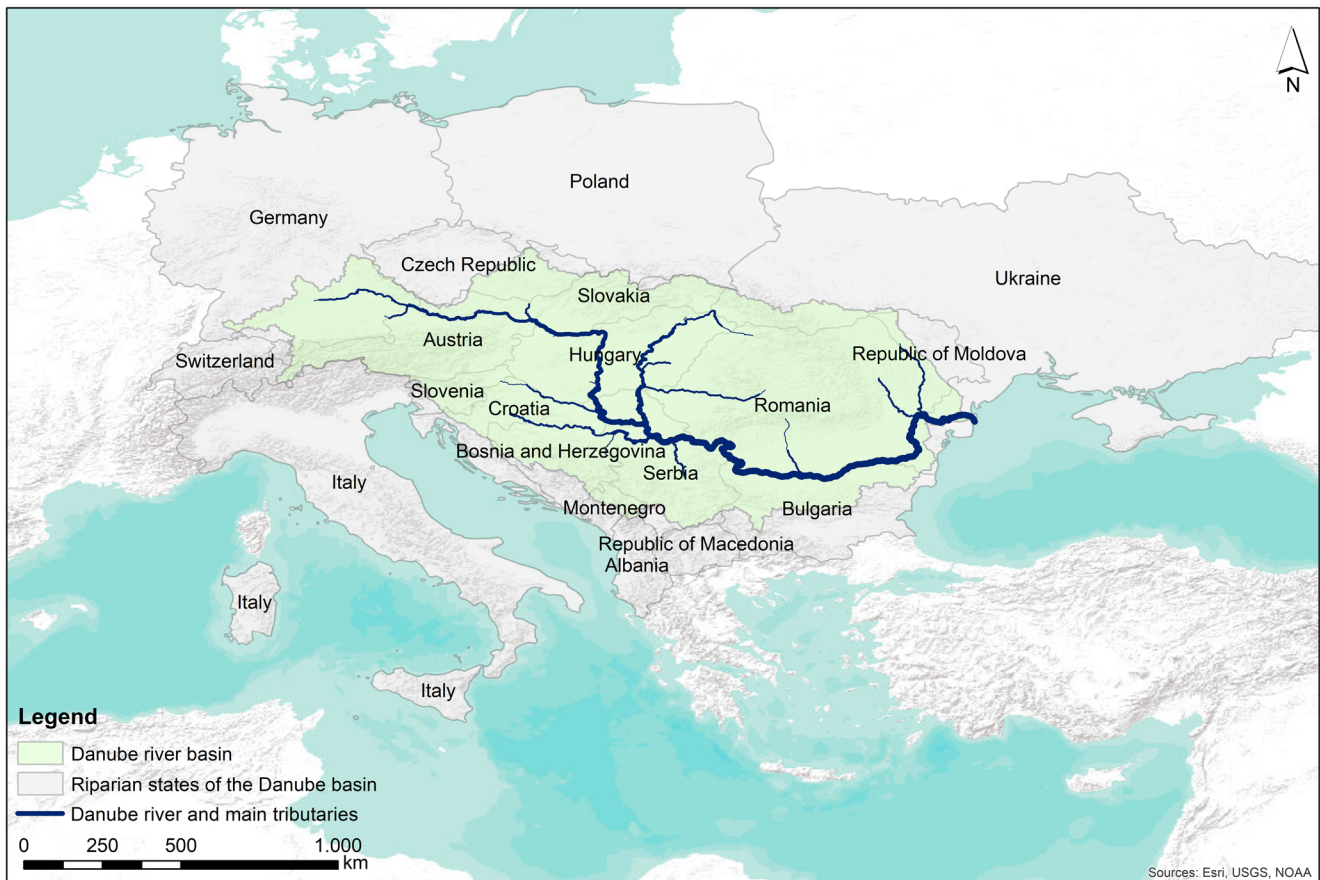 N
Poland
Germany
Czech Republic
Ukraine
Slovakia
Austria
Hungary
Republic of Moldova
Switzerland
Slovenia
Romania
Croatia
Bosnia and Herzegovina
Serbia
Italy
Montenegro
Bulgaria
Republic of Macedonia
Albania
Italy
Italy
Legend
Danube river basin
Riparian states of the Danube basin
Danube river and main tributaries
0 250 500 1.000
km
Sources: Esri, USGS, NOAA